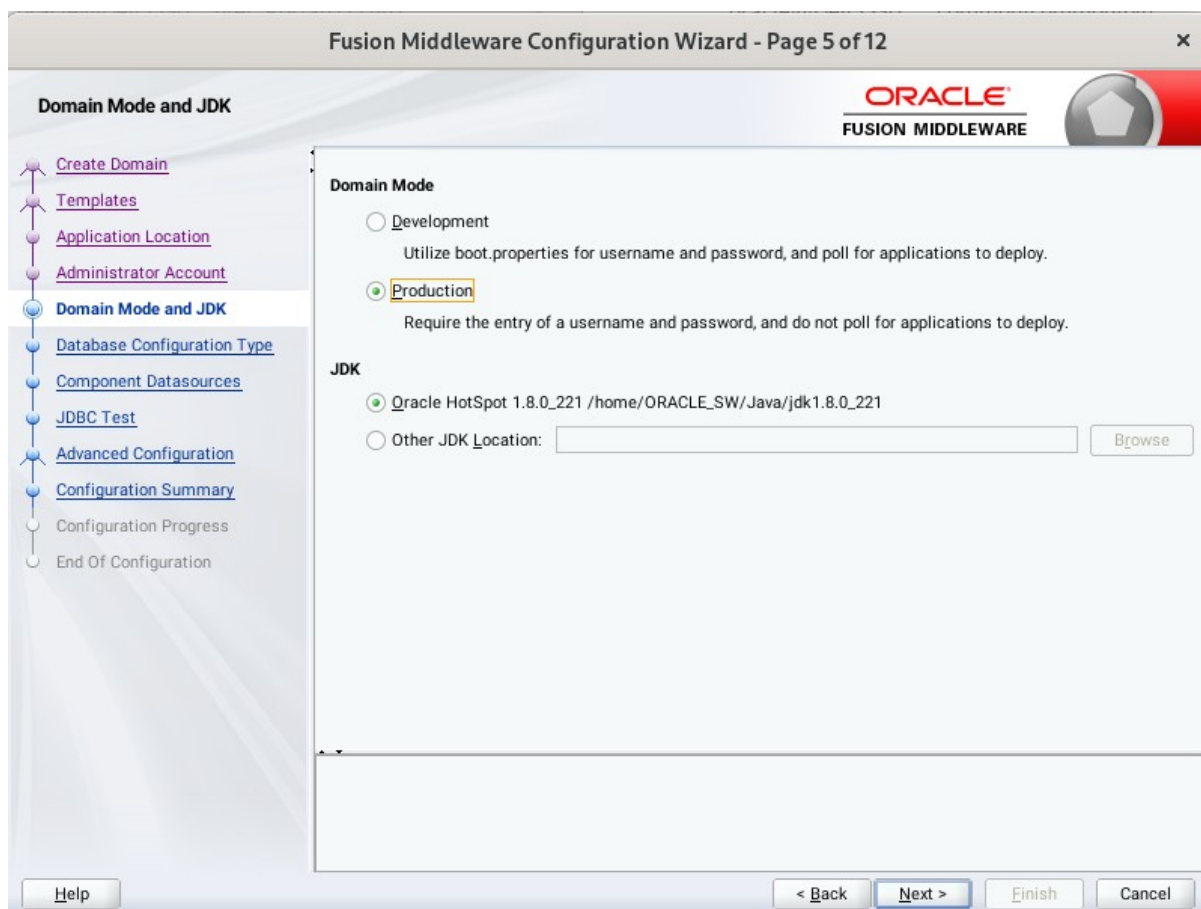 Fusion Middleware Configuration Wizard - Page 5 of 12
Domain Mode and JDK
ORACLE
FUSION MIDDLEWARE
Create Domain
Templates
Application Location
Administrator Account
Domain Mode and JDK
Database Configuration Type
Component Datasources
JDBC Test
Advanced Configuration
Configuration Summary
Configuration Progress
End Of Configuration
Domain Mode
Development
Utilize boot.properties for username and password, and poll for applications to deploy.
Production
Require the entry of a username and password, and do not poll for applications to deploy.
JDK
Oracle HotSpot 1.8.0_221 /home/ORACLE_SW/Java/jdk1.8.0_221
Other JDK Location:
Browse
Help
< Back
Next >
Finish
Cancel